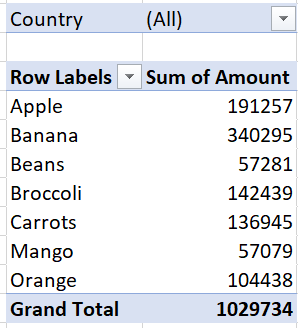 Country (All)
Row Labels Sum of Amount
Apple 191257
Banana 340295
Beans 57281
Broccoli 142439
Carrots 136945
Mango 57079
Orange 104438
Grand Total 1029734